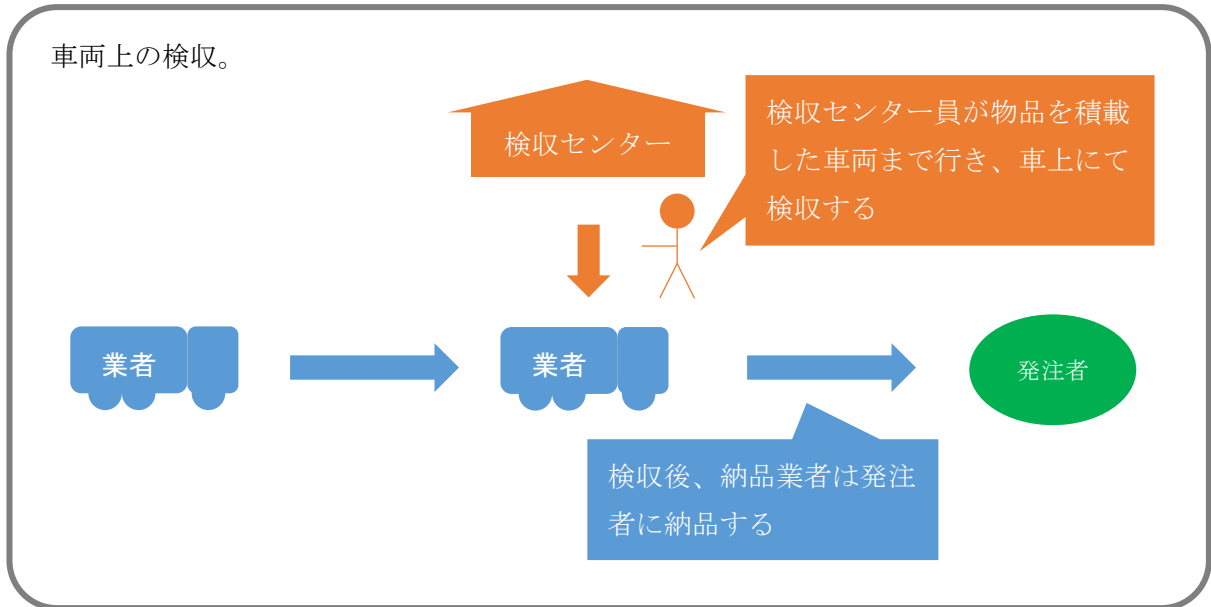 車両上の検収。
検収センター
検収センター員が物品を積載
した車両まで行き、車上にて
検収する
業者
業者
発注者
検収後、納品業者は発注
者に納品する